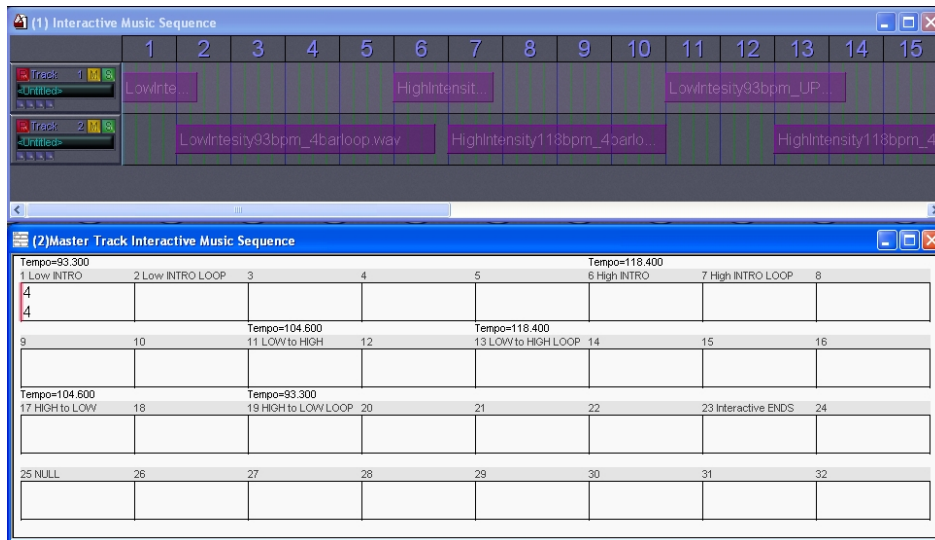 (1) Interactive Music Sequence
1 2 3 4 5 6 7 8 9 10 11 12 13 14 15
Track 1 M S
<Untitled>
LowInte... HighIntensit... LowIntesity93bpm_UP...
Track 2 M S
<Untitled>
LowIntesity93bpm_4barloop.wav HighIntensity118bpm_4barlo... HighIntensity118bpm_4
(2)Master Track Interactive Music Sequence
Tempo=93.300 Tempo=118.400
1 Low INTRO 2 Low INTRO LOOP 3 4 5 6 High INTRO 7 High INTRO LOOP 8
4
4
Tempo=104.600 Tempo=118.400
9 10 11 LOW to HIGH 12 13 LOW to HIGH LOOP 14 15 16
Tempo=104.600 Tempo=93.300
17 HIGH to LOW 18 19 HIGH to LOW LOOP 20 21 22 23 Interactive ENDS 24
25 NULL 26 27 28 29 30 31 32